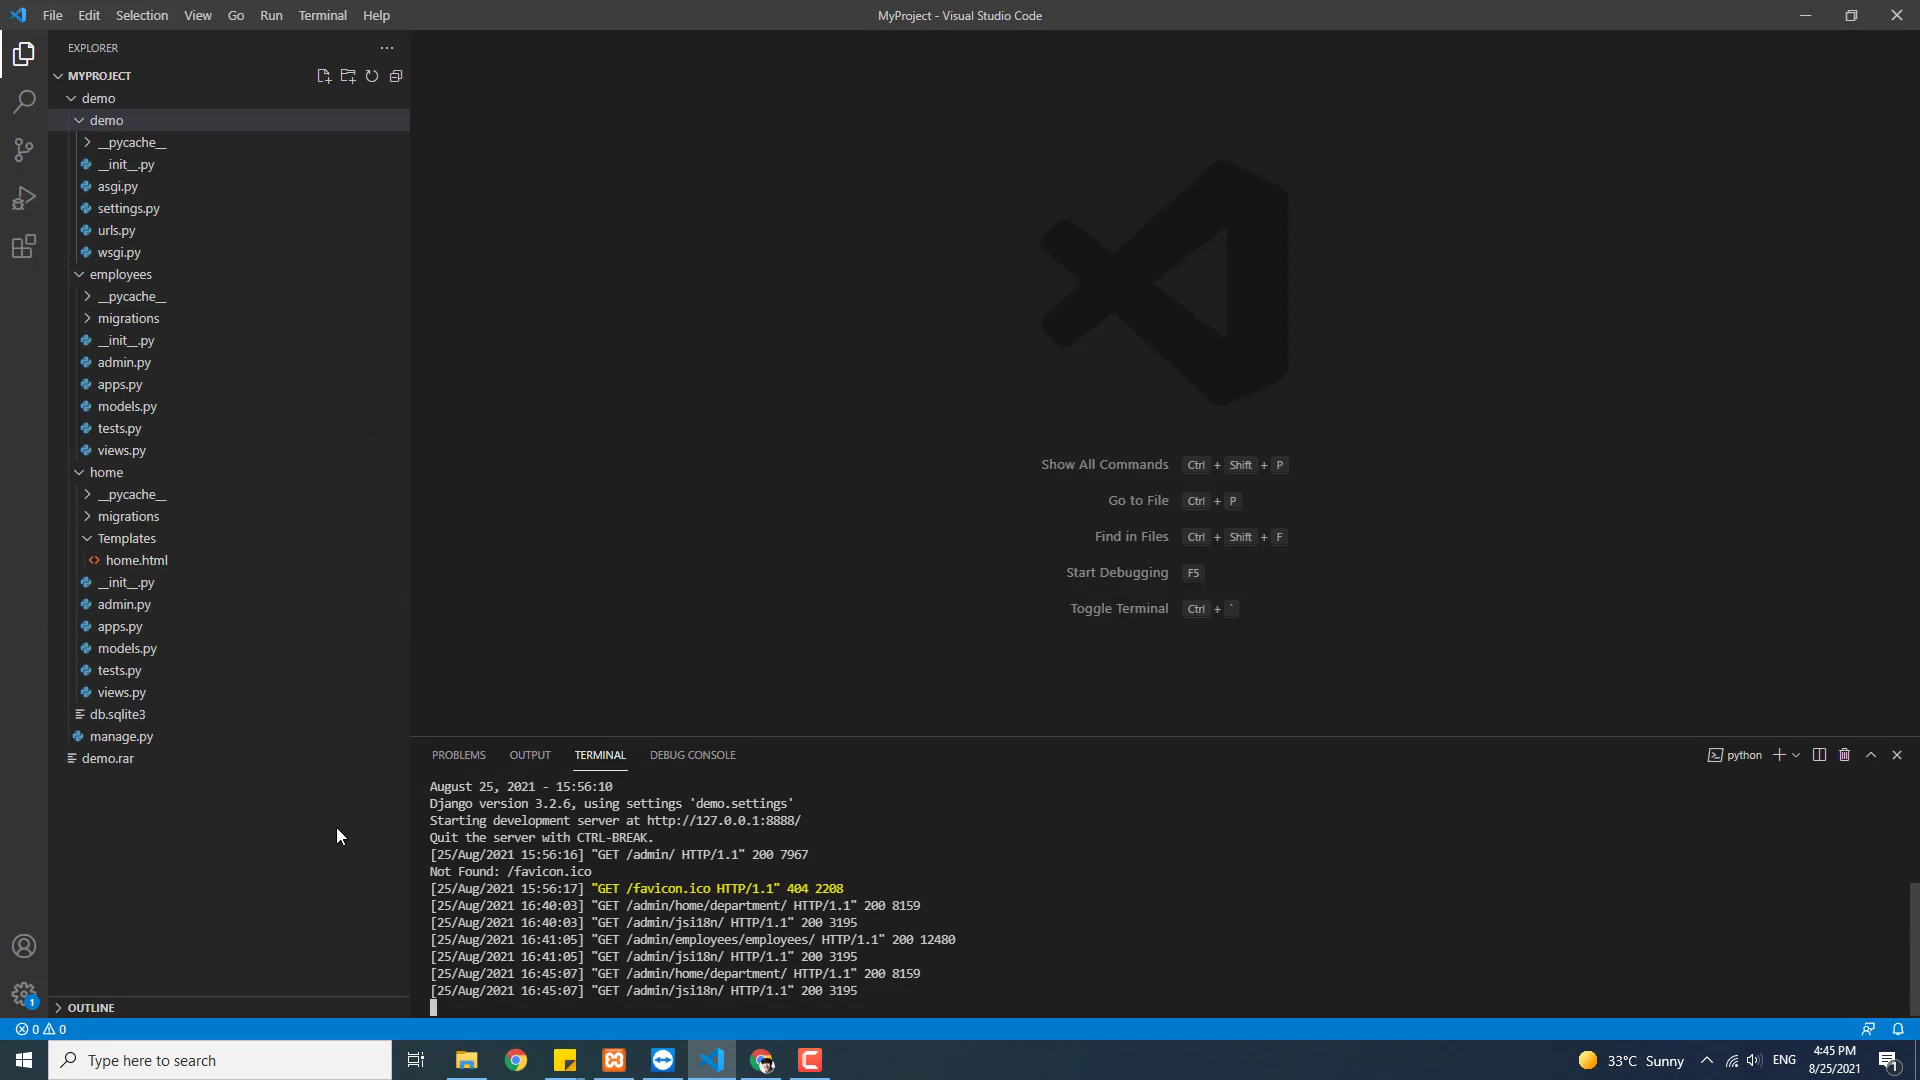 File Edit Selection View Go Run Terminal Help
MyProject - Visual Studio Code
EXPLORER
MYPROJECT
demo
demo
__pycache__
__init__.py
asgi.py
settings.py
urls.py
wsgi.py
employees
__pycache__
migrations
__init__.py
admin.py
apps.py
models.py
tests.py
views.py
home
__pycache__
migrations
Templates
home.html
__init__.py
admin.py
apps.py
models.py
tests.py
views.py
db.sqlite3
manage.py
demo.rar
OUTLINE
Show All Commands Ctrl + Shift + P
Go to File Ctrl + P
Find in Files Ctrl + Shift + F
Start Debugging F5
Toggle Terminal Ctrl + `
PROBLEMS OUTPUT TERMINAL DEBUG CONSOLE
python
August 25, 2021 - 15:56:10
Django version 3.2.6, using settings 'demo.settings'
Starting development server at http://127.0.0.1:8888/
Quit the server with CTRL-BREAK.
[25/Aug/2021 15:56:16] "GET /admin/ HTTP/1.1" 200 7967
Not Found: /favicon.ico
[25/Aug/2021 15:56:17] "GET /favicon.ico HTTP/1.1" 404 2208
[25/Aug/2021 16:40:03] "GET /admin/home/department/ HTTP/1.1" 200 8159
[25/Aug/2021 16:40:03] "GET /admin/jsi18n/ HTTP/1.1" 200 3195
[25/Aug/2021 16:41:05] "GET /admin/employees/employees/ HTTP/1.1" 200 12480
[25/Aug/2021 16:41:05] "GET /admin/jsi18n/ HTTP/1.1" 200 3195
[25/Aug/2021 16:45:07] "GET /admin/home/department/ HTTP/1.1" 200 8159
[25/Aug/2021 16:45:07] "GET /admin/jsi18n/ HTTP/1.1" 200 3195
1
0 0
Type here to search
33°C Sunny
ENG
4:45 PM
8/25/2021
1